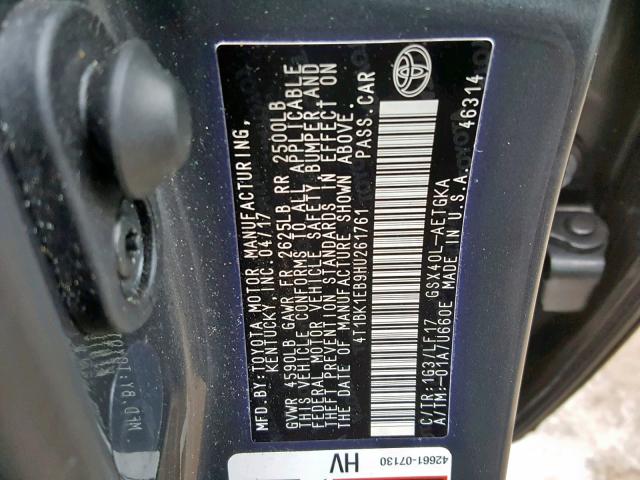 MFD. BY: TOYOTA MOTOR MANUFACTURING,
KENTUCKY, INC. 04/17
GVWR 4590LB GAWR FR 2625LB RR 2500LB
THIS VEHICLE CONFORMS TO ALL APPLICABLE
FEDERAL MOTOR VEHICLE SAFETY, BUMPER, AND
THEFT PREVENTION STANDARDS IN EFFECT ON
THE DATE OF MANUFACTURE SHOWN ABOVE.
4T1BK1EB9HU261761 PASS. CAR
C/TR:1G3/LF17 GSX40L-AETGKA
A/TM:-01A/U660E MADE IN U.S.A.
46314
42661-07130
HV